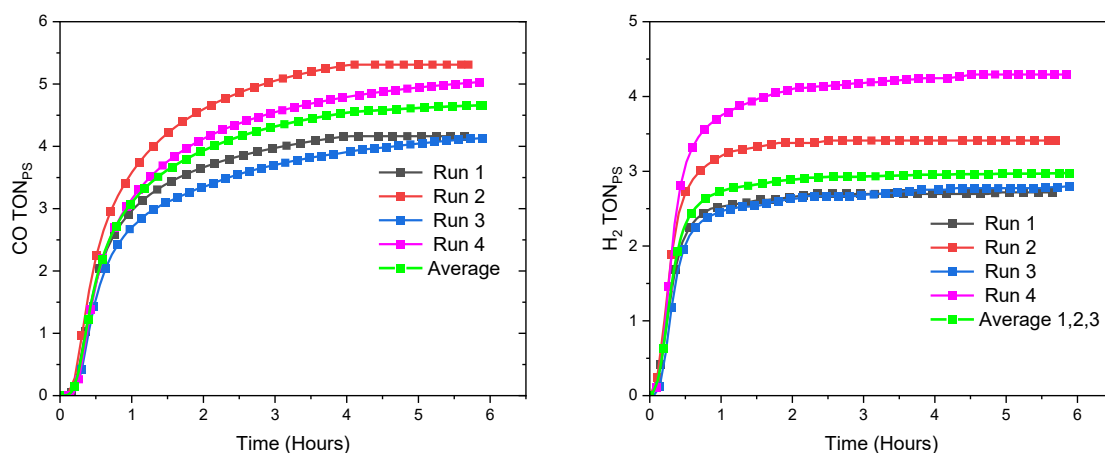 6
5
4
3
2
1
0
CO TON_PS
0 1 2 3 4 5 6
Time (Hours)
Run 1
Run 2
Run 3
Run 4
Average
5
4
3
2
1
0
H_2 TON_PS
0 1 2 3 4 5 6
Time (Hours)
Run 1
Run 2
Run 3
Run 4
Average 1,2,3